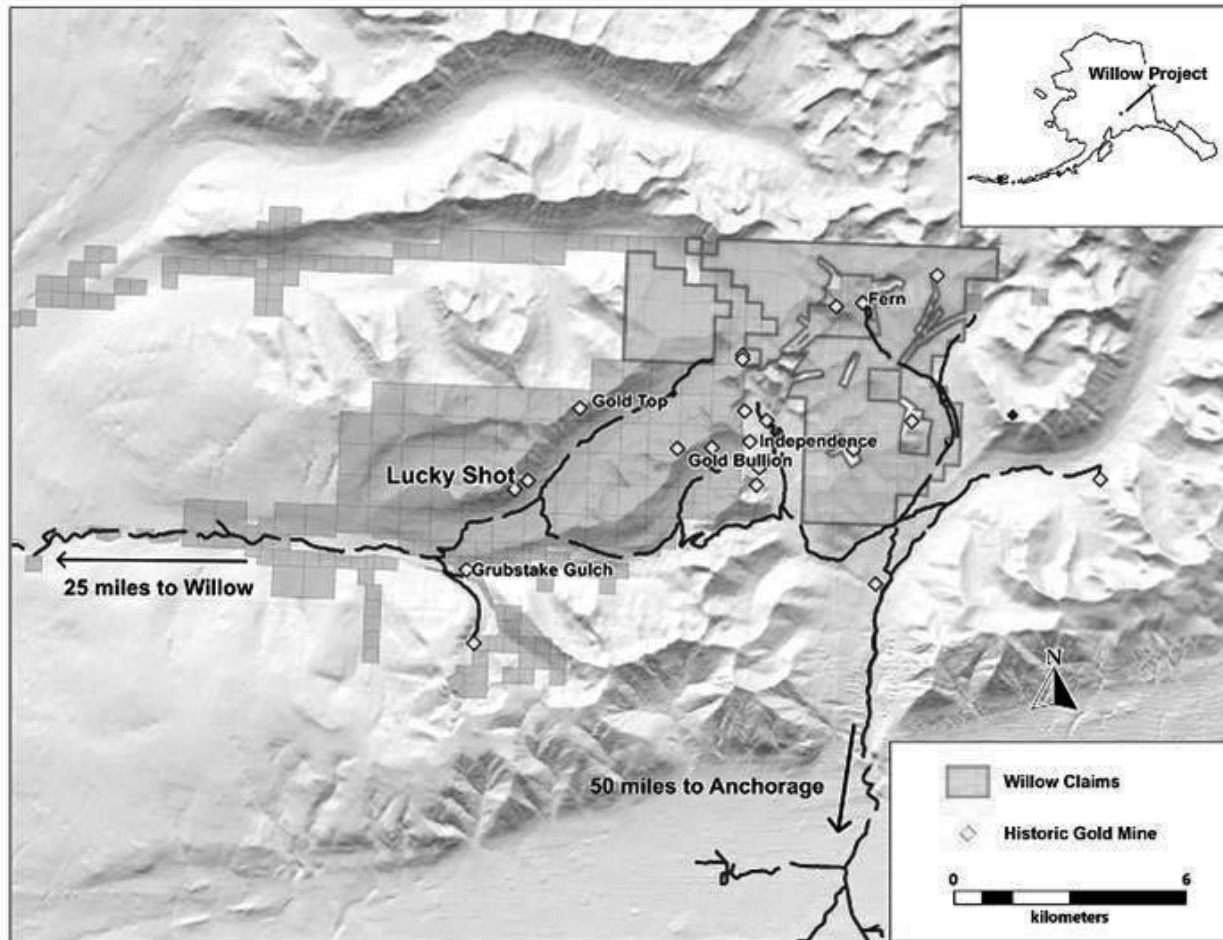 Willow Project
Fern
Gold Top
Independence
Gold Bullion
Lucky Shot
Grubstake Gulch
25 miles to Willow
50 miles to Anchorage
N
Willow Claims
Historic Gold Mine
0 6
kilometers